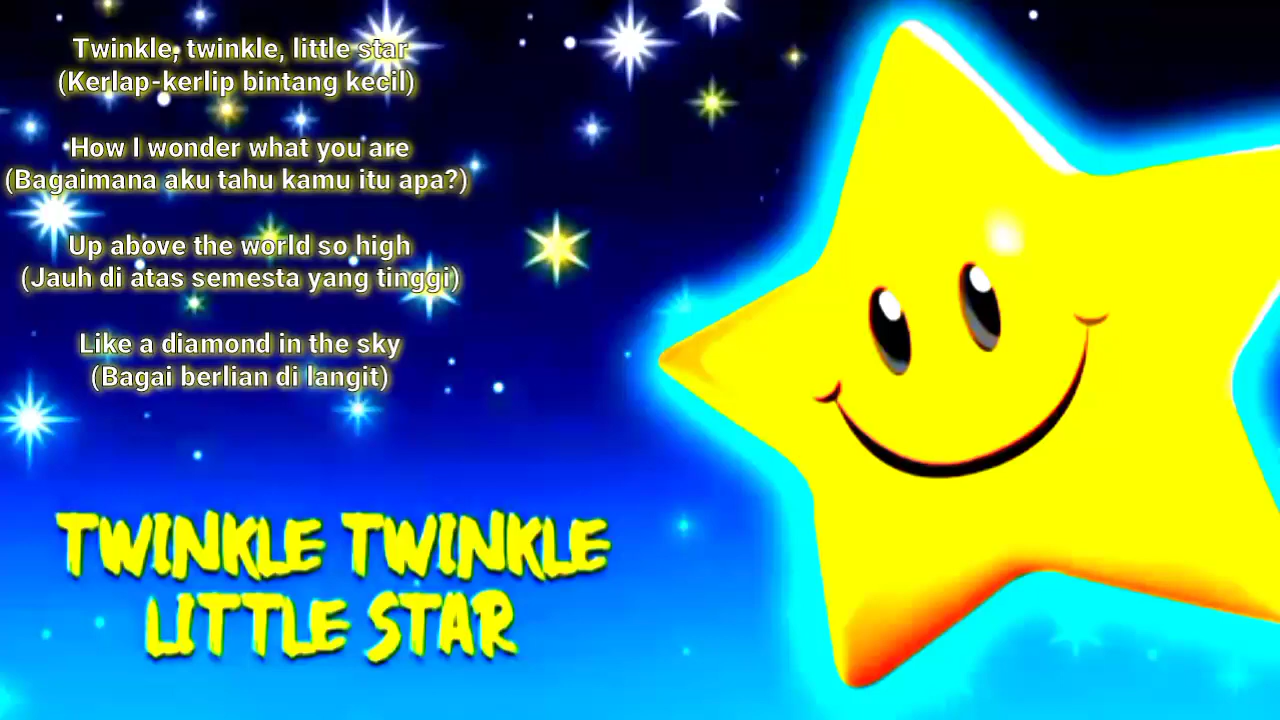 Twinkle, twinkle, little star
(Kerlap-kerlip bintang kecil)
How I wonder what you are
(Bagaimana aku tahu kamu itu apa?)
Up above the world so high
(Jauh di atas semesta yang tinggi)
Like a diamond in the sky
(Bagai berlian di langit)
TWINKLE TWINKLE
LITTLE STAR